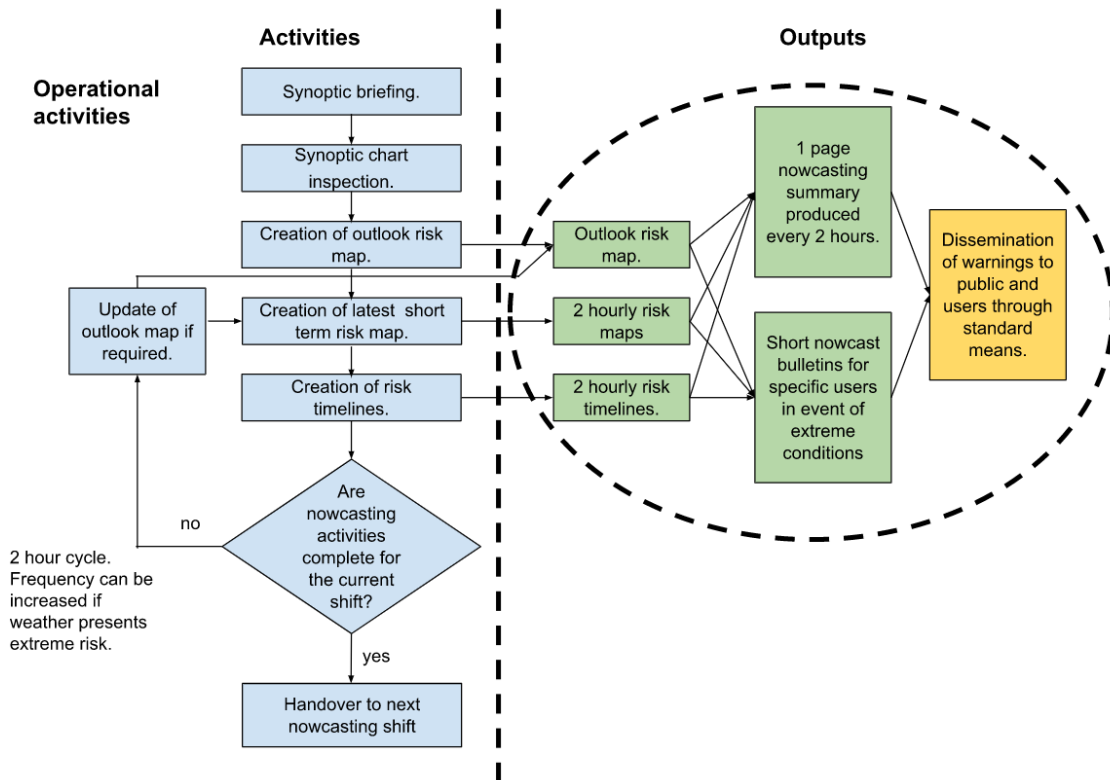 Activities
Outputs
Operational
activities
Synoptic briefing.
Synoptic chart
inspection.
Creation of outlook risk
map.
Update of
outlook map if
required.
Creation of latest short
term risk map.
Creation of risk
timelines.
Are
nowcasting
activities
complete for
the current
shift?
no
2 hour cycle.
Frequency can be
increased if
weather presents
extreme risk.
yes
Handover to next
nowcasting shift
Outlook risk
map.
2 hourly risk
maps
2 hourly risk
timelines.
1 page
nowcasting
summary
produced
every 2 hours.
Short nowcast
bulletins for
specific users
in event of
extreme
conditions
Dissemination
of warnings to
public and
users through
standard
means.